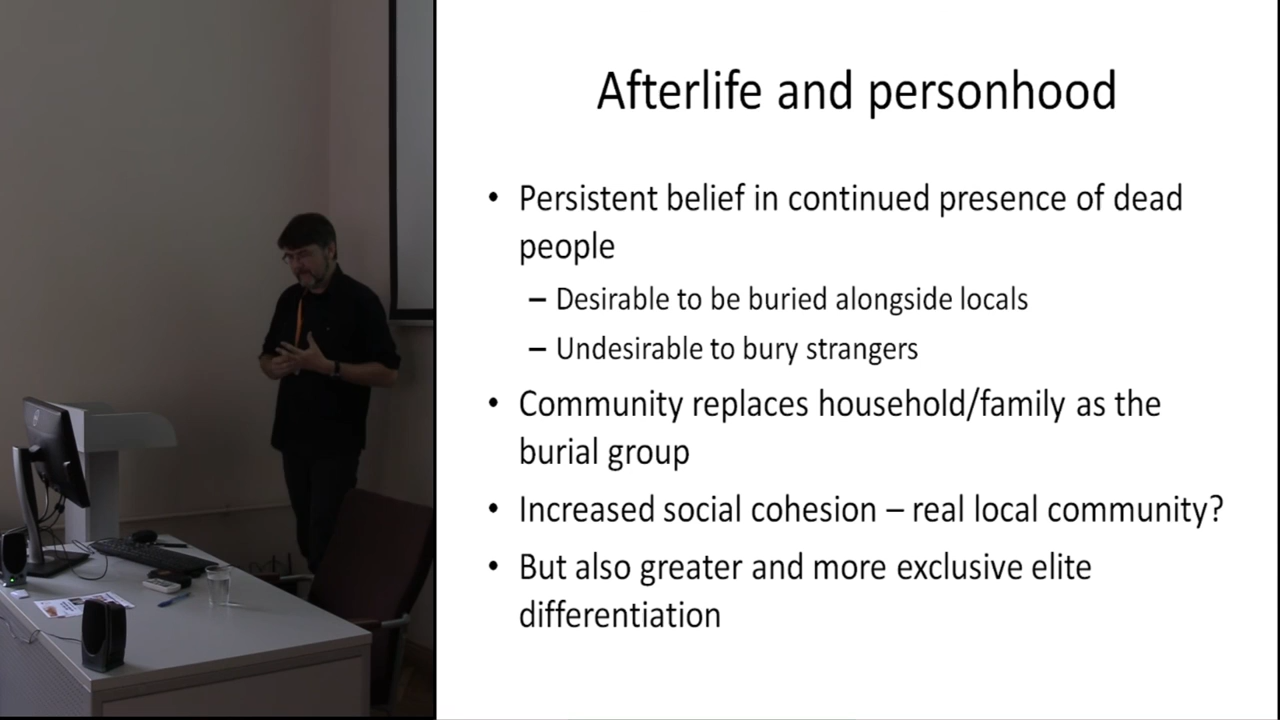 Afterlife and personhood
• Persistent belief in continued presence of dead
people
– Desirable to be buried alongside locals
– Undesirable to bury strangers
• Community replaces household/family as the
burial group
• Increased social cohesion – real local community?
• But also greater and more exclusive elite
differentiation